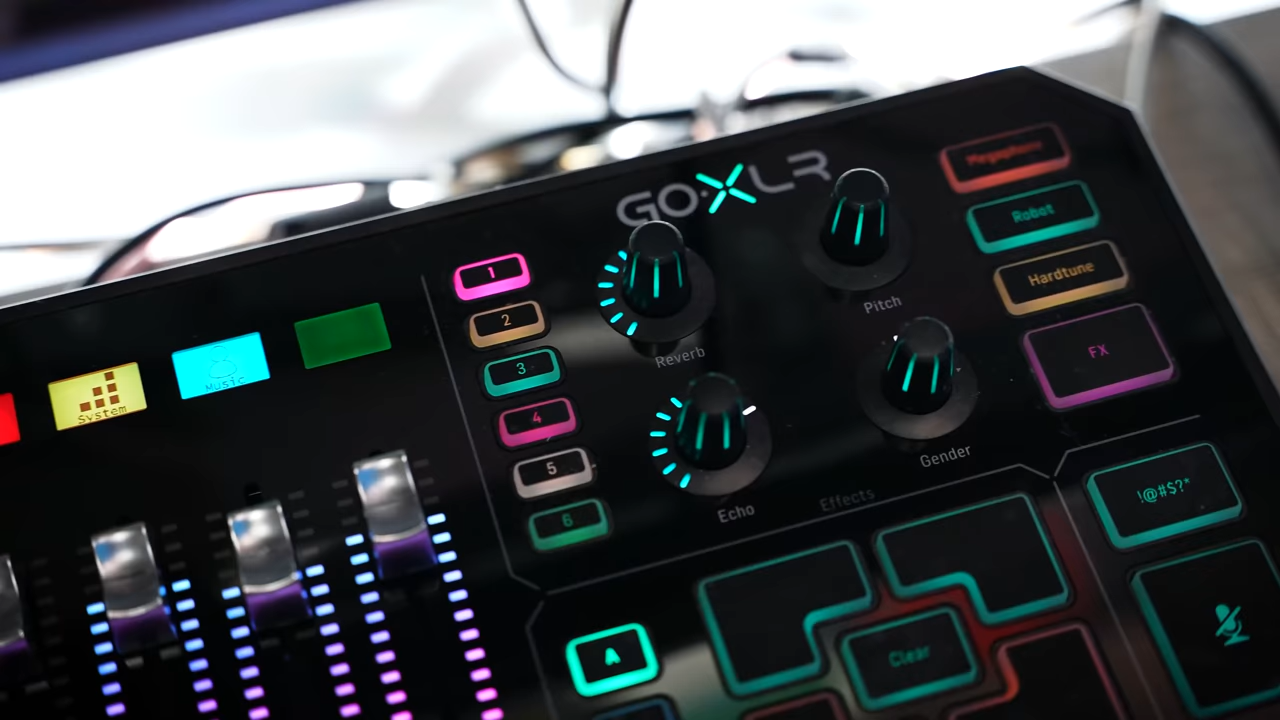 GO·XLR
Megaphone
Robot
Hardtune
FX
Pitch
Reverb
Gender
Echo
Effects
1
2
3
4
5
6
System
Music
!@#$?*
A
Clear